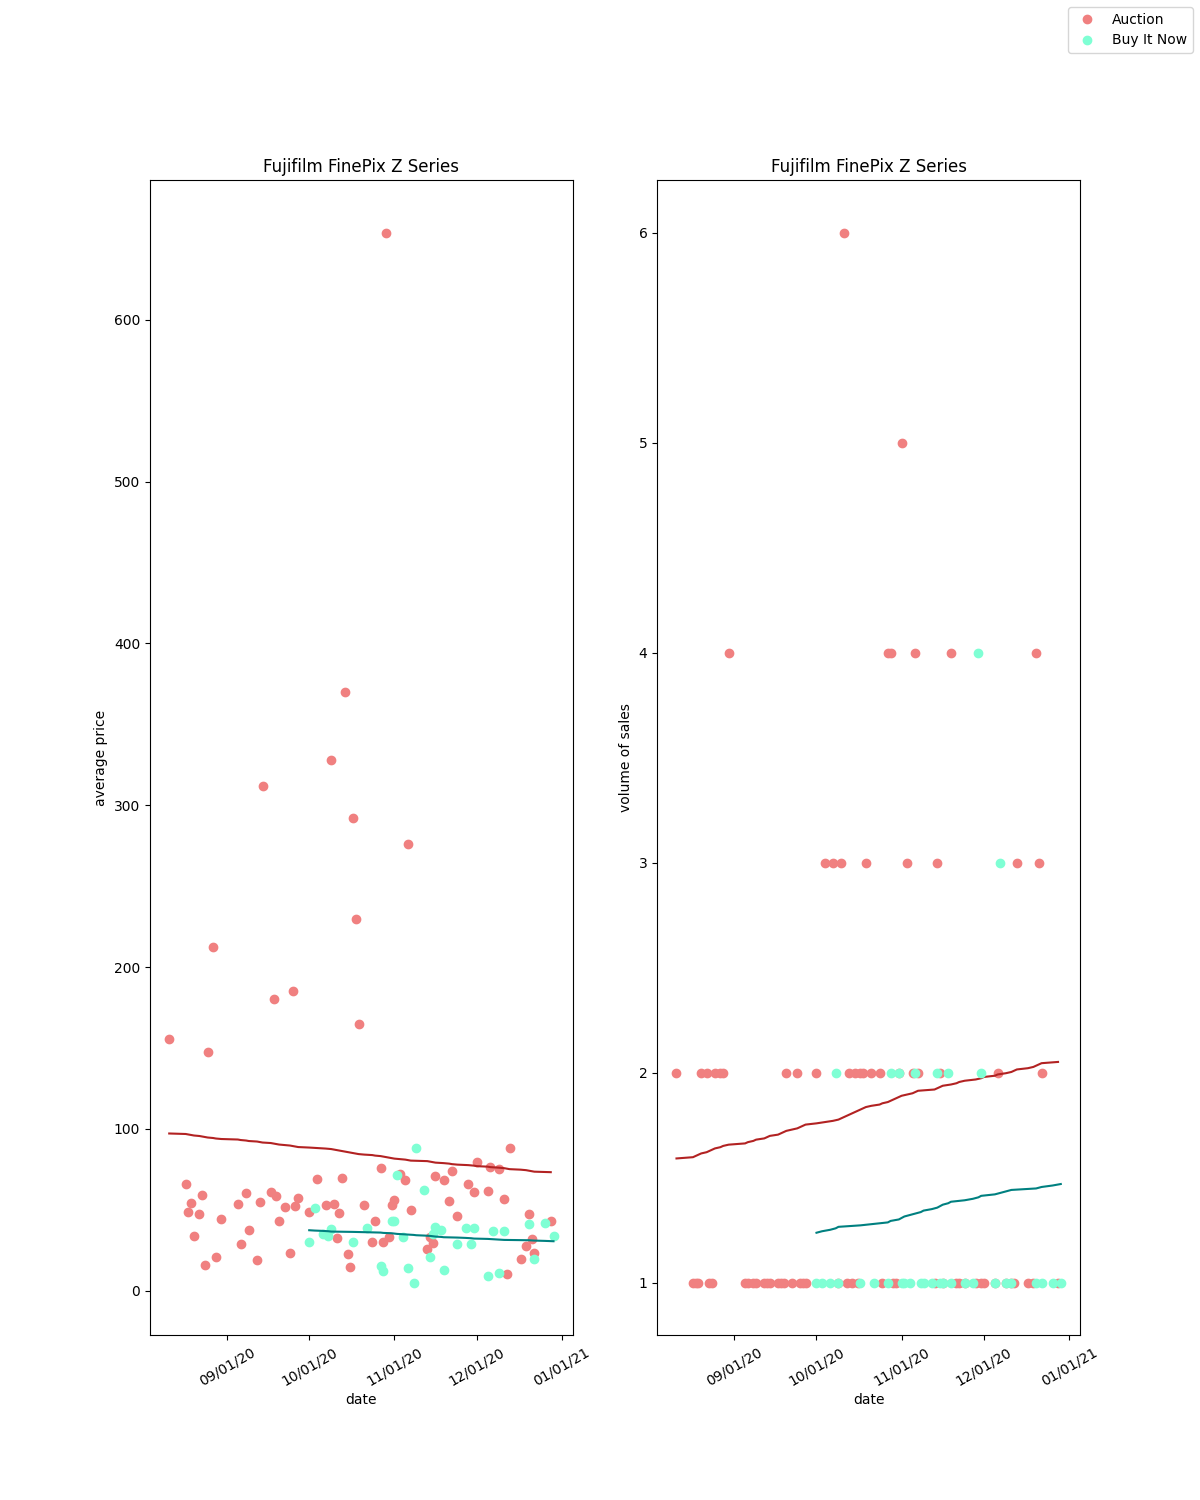 Auction
Buy It Now
Fujifilm FinePix Z Series
average price
600
500
400
300
200
100
0
09/01/20
10/01/20
11/01/20
12/01/20
01/01/21
date
Fujifilm FinePix Z Series
volume of sales
6
5
4
3
2
1
09/01/20
10/01/20
11/01/20
12/01/20
01/01/21
date